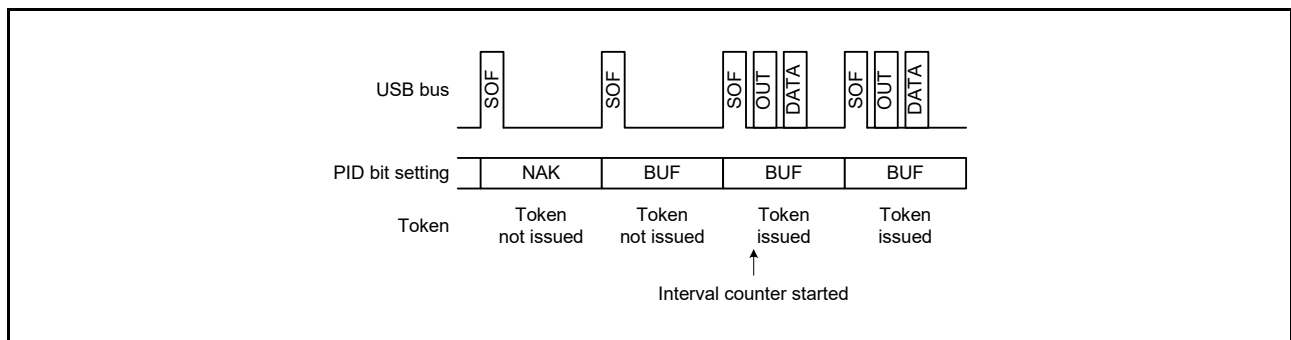 USB bus
SOF
SOF
SOF
OUT
DATA
SOF
OUT
DATA
PID bit setting
NAK
BUF
BUF
BUF
Token
Token
not issued
Token
not issued
Token
issued
Token
issued
Interval counter started